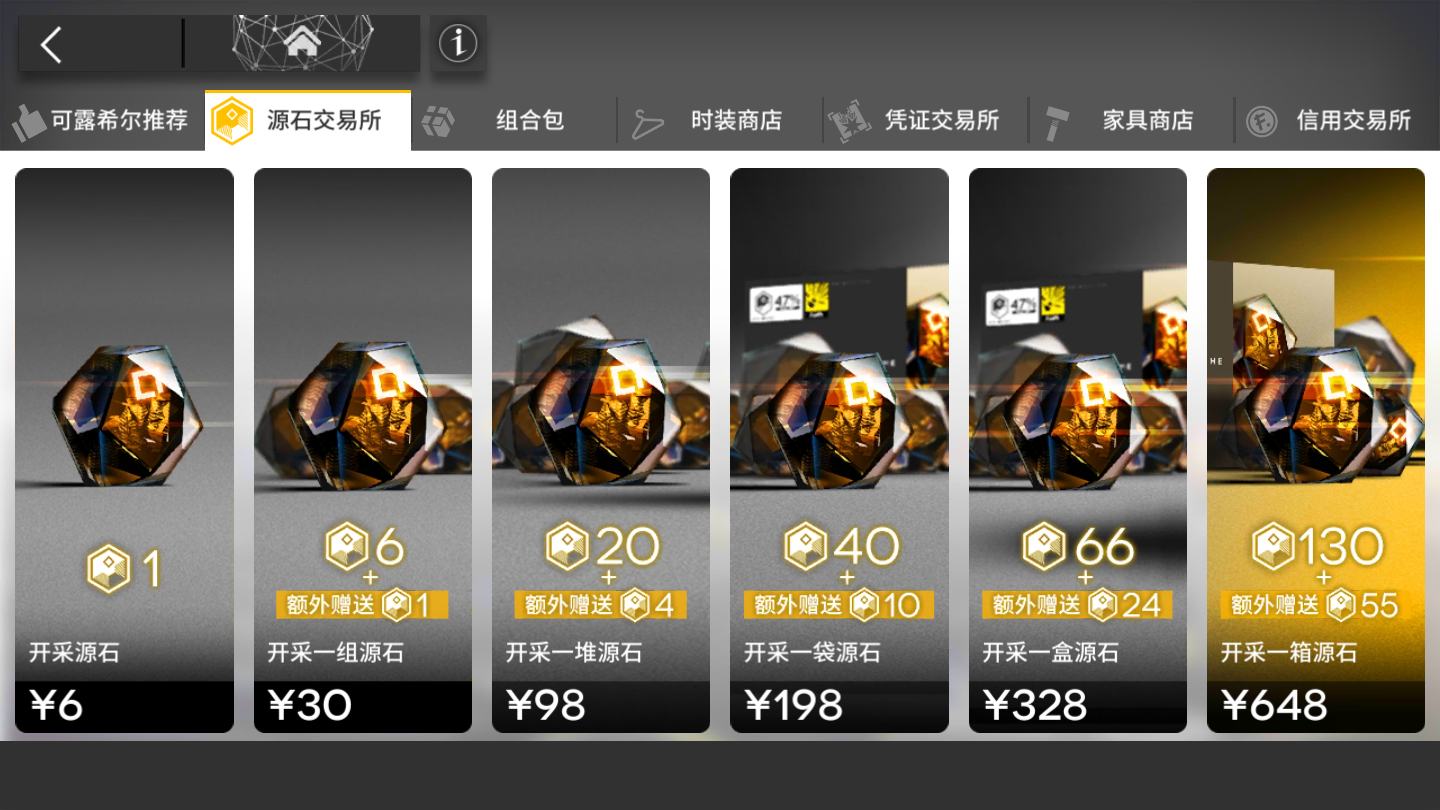 可露希尔推荐
源石交易所
组合包
时装商店
凭证交易所
家具商店
信用交易所
1
开采源石
¥6
6
+
额外赠送 1
开采一组源石
¥30
20
+
额外赠送 4
开采一堆源石
¥98
47%
40
+
额外赠送 10
开采一袋源石
¥198
47%
66
+
额外赠送 24
开采一盒源石
¥328
HE
130
+
额外赠送 55
开采一箱源石
¥648